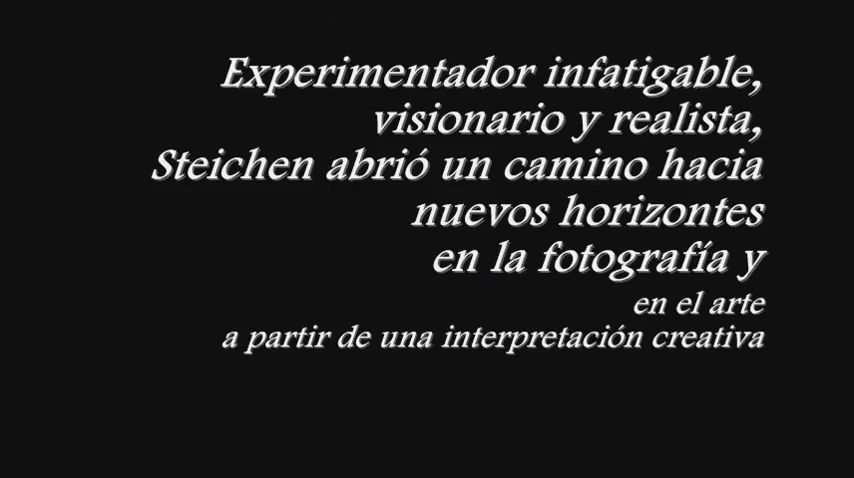 Experimentador infatigable,
visionario y realista,
Steichen abrió un camino hacia
nuevos horizontes
en la fotografía y
en el arte
a partir de una interpretación creativa